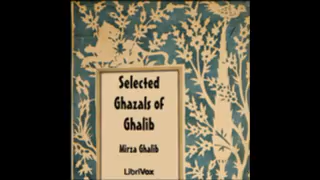 Selected
Ghazals of
Ghalib
Mirza Ghalib
LibriVox